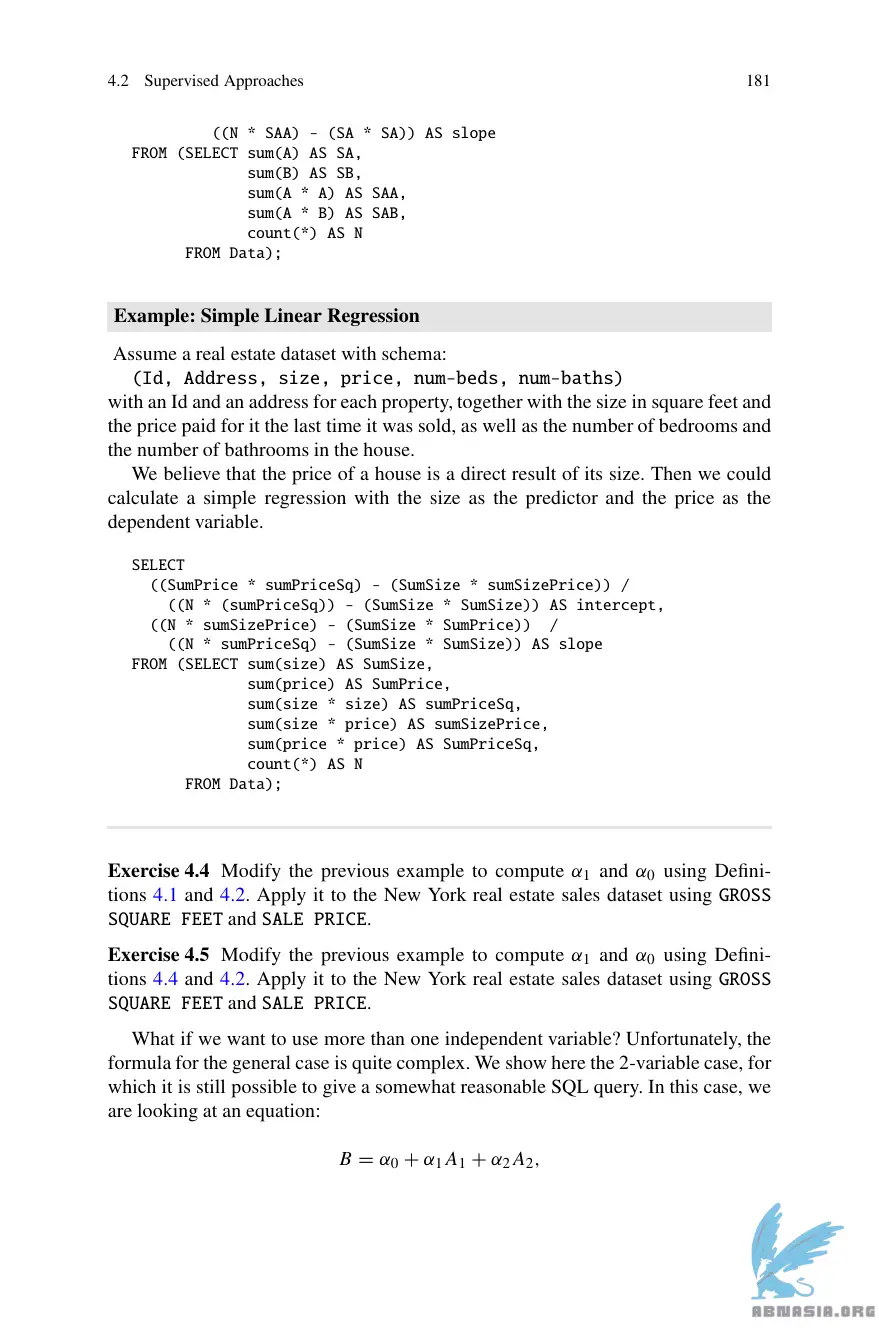 4.2 Supervised Approaches 181
((N * SAA) - (SA * SA)) AS slope
FROM (SELECT sum(A) AS SA,
sum(B) AS SB,
sum(A * A) AS SAA,
sum(A * B) AS SAB,
count(*) AS N
FROM Data);
Example: Simple Linear Regression
Assume a real estate dataset with schema:
(Id, Address, size, price, num-beds, num-baths)
with an Id and an address for each property, together with the size in square feet and
the price paid for it the last time it was sold, as well as the number of bedrooms and
the number of bathrooms in the house.
We believe that the price of a house is a direct result of its size. Then we could
calculate a simple regression with the size as the predictor and the price as the
dependent variable.
SELECT
((SumPrice * sumPriceSq) - (SumSize * sumSizePrice)) /
((N * (sumPriceSq)) - (SumSize * SumSize)) AS intercept,
((N * sumSizePrice) - (SumSize * SumPrice)) /
((N * sumPriceSq) - (SumSize * SumSize)) AS slope
FROM (SELECT sum(size) AS SumSize,
sum(price) AS SumPrice,
sum(size * size) AS sumPriceSq,
sum(size * price) AS sumSizePrice,
sum(price * price) AS SumPriceSq,
count(*) AS N
FROM Data);
Exercise 4.4 Modify the previous example to compute α₁ and α₀ using Defini-
tions 4.1 and 4.2. Apply it to the New York real estate sales dataset using GROSS
SQUARE FEET and SALE PRICE.
Exercise 4.5 Modify the previous example to compute α₁ and α₀ using Defini-
tions 4.4 and 4.2. Apply it to the New York real estate sales dataset using GROSS
SQUARE FEET and SALE PRICE.
What if we want to use more than one independent variable? Unfortunately, the
formula for the general case is quite complex. We show here the 2-variable case, for
which it is still possible to give a somewhat reasonable SQL query. In this case, we
are looking at an equation:
B = α₀ + α₁A₁ + α₂A₂,
ABNASIA.ORG